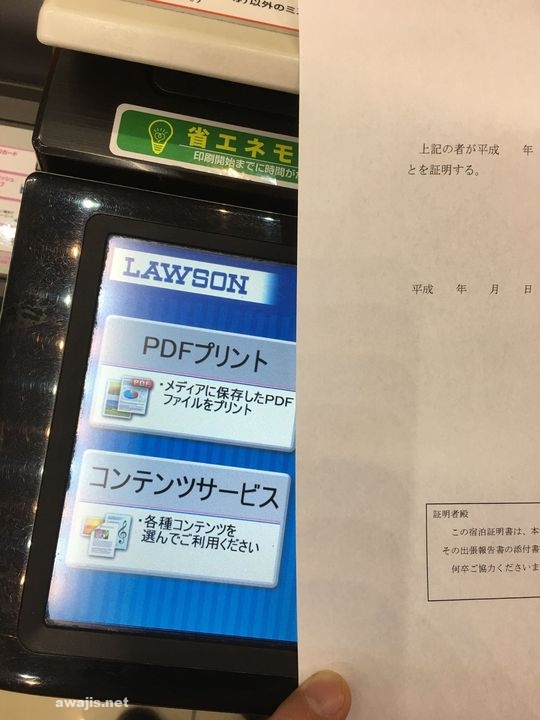 以外のミ
省エネモ
印刷開始までに時間が
LAWSON
PDFプリント
PDF
・メディアに保存したPDF
ファイルをプリント
コンテンツサービス
・各種コンテンツを
選んでご利用ください
上記の者が平成　年
とを証明する。
平成　年　月　日
証明者殿
この宿泊証明書は、本
その出張報告書の添付書
何卒ご協力くださいま
awajis.net